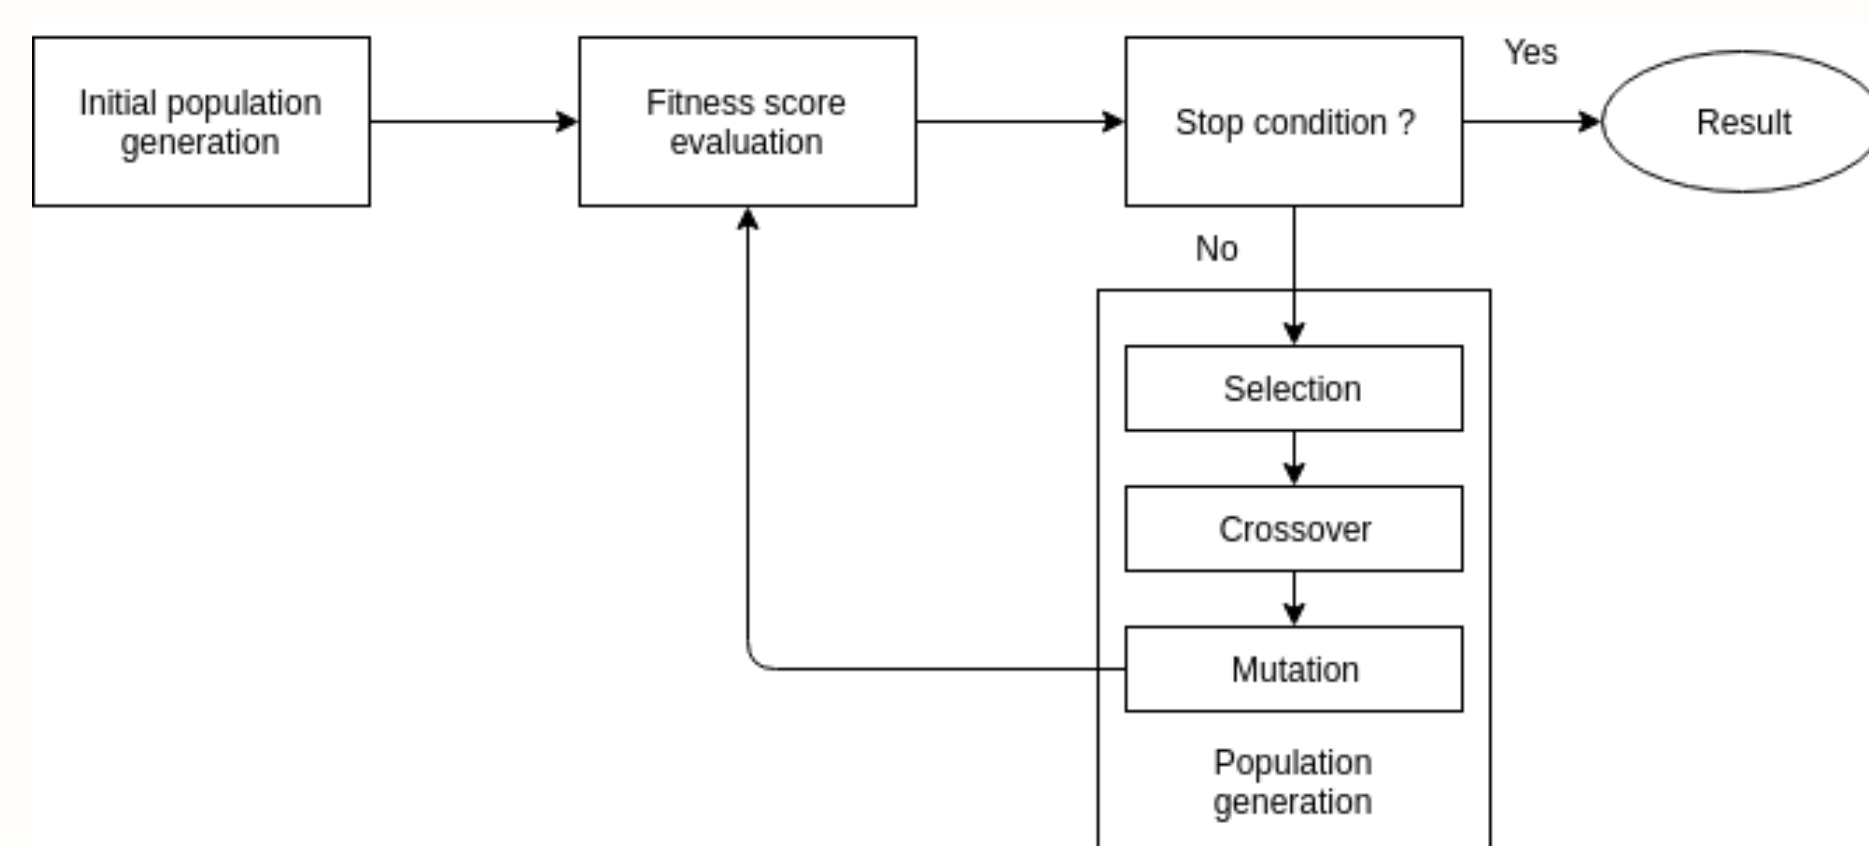 Initial population
generation
Fitness score
evaluation
Stop condition ?
Yes
Result
No
Selection
Crossover
Mutation
Population
generation